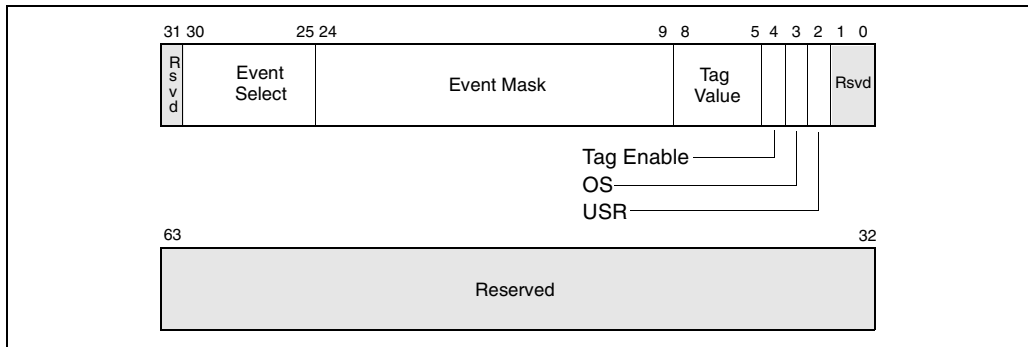 31 30 25 24 9 8 5 4 3 2 1 0
Rsvd
Event Select
Event Mask
Tag Value
Rsvd
Tag Enable
OS
USR
63 32
Reserved